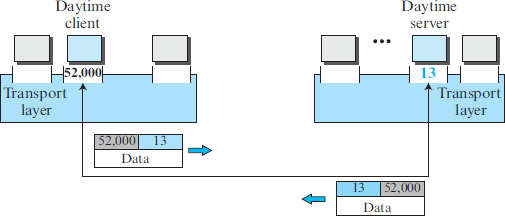 Daytime
client
Daytime
server
•••
52,000
13
Transport
layer
Transport
layer
52,000 13
Data
13 52,000
Data